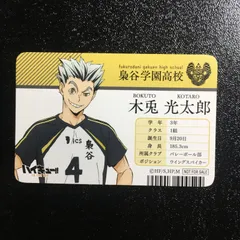 fukurodani gakuen high school
梟谷学園高校
BOKUTO KOTARO
木兎 光太郎
学年 3年
クラス 1組
誕生日 9月20日
身長 185.3cm
所属クラブ バレーボール部
ポジション ウイングスパイカー
梟谷
4
©HF/S,HP,M NOT FOR SALE